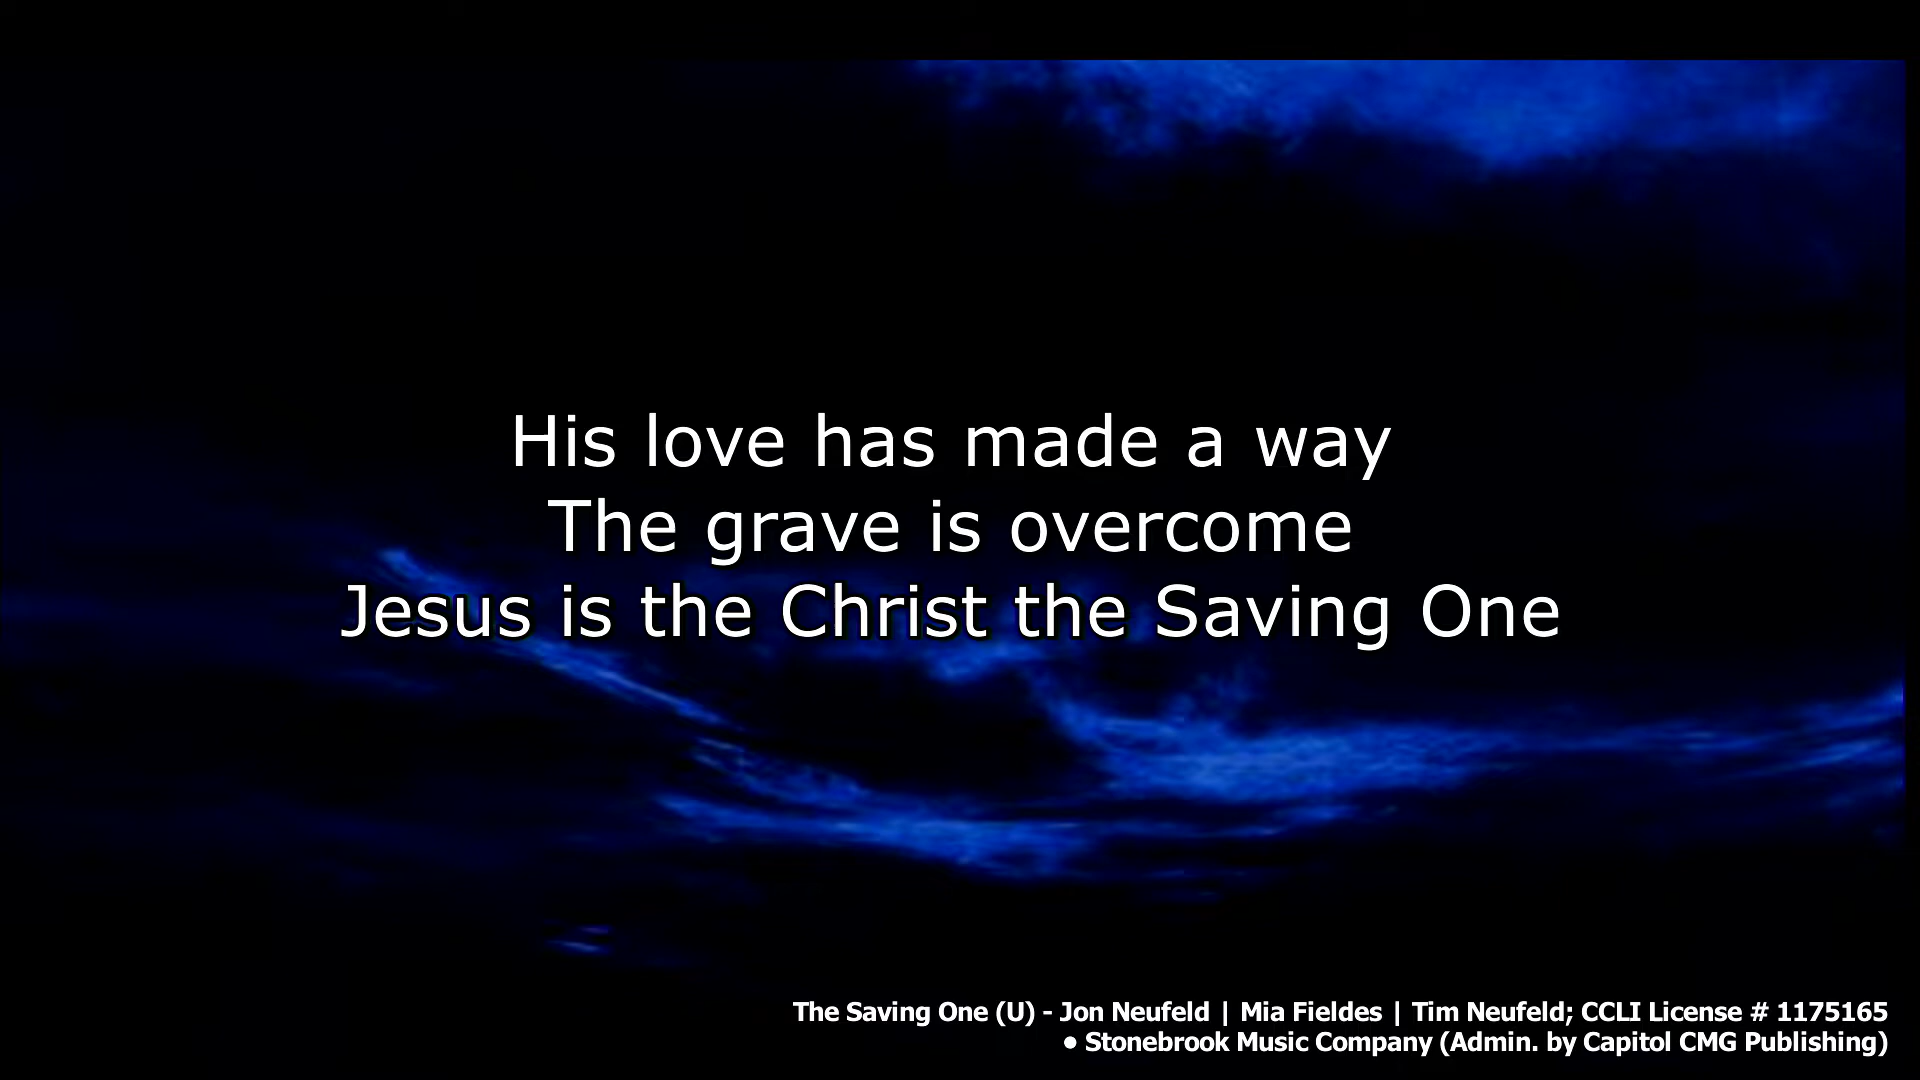 His love has made a way
The grave is overcome
Jesus is the Christ the Saving One
The Saving One (U) - Jon Neufeld | Mia Fieldes | Tim Neufeld; CCLI License # 1175165
● Stonebrook Music Company (Admin. by Capitol CMG Publishing)